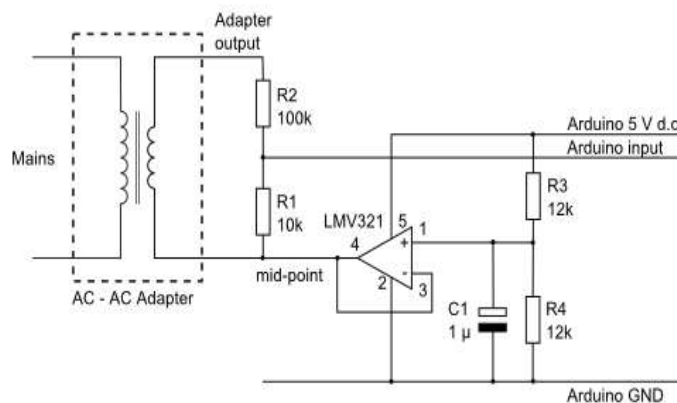 Adapter
output
R2
100k
Arduino 5 V d.c
Arduino input
Mains
R1
10k
R3
12k
LMV321
5
1
4
+
-
mid-point
2
3
AC - AC Adapter
C1
1 µ
R4
12k
Arduino GND